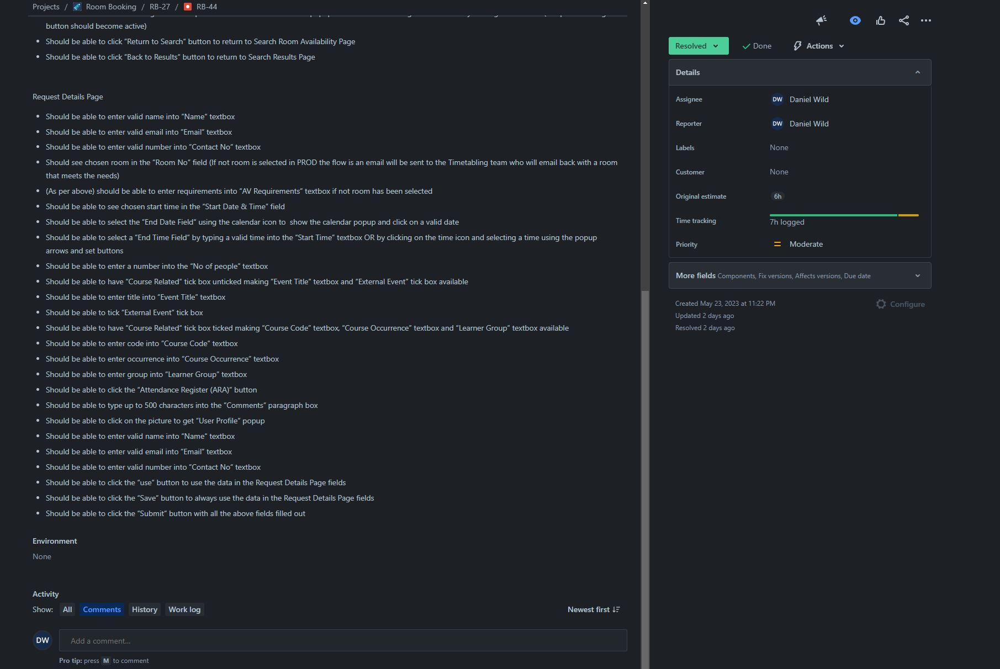 Projects / Room Booking / RB-27 / RB-44
button should become active)
Should be able to click “Return to Search“ button to return to Search Room Availability Page
Should be able to click “Back to Results“ button to return to Search Results Page
Request Details Page
Should be able to enter valid name into “Name“ textbox
Should be able to enter valid email into “Email“ textbox
Should be able to enter valid number into “Contact No“ textbox
Should see chosen room in the “Room No“ field (If not room is selected in PROD the flow is an email will be sent to the Timetabling team who will email back with a room
that meets the needs)
(As per above) should be able to enter requirements into “AV Requirements“ textbox if not room has been selected
Should be able to see chosen start time in the “Start Date & Time“ field
Should be able to select the “End Date Field“ using the calendar icon to show the calendar popup and click on a valid date
Should be able to select a “End Time Field“ by typing a valid time into the “Start Time“ textbox OR by clicking on the time icon and selecting a time using the popup
arrows and set buttons
Should be able to enter a number into the “No of people“ textbox
Should be able to have “Course Related“ tick box unticked making “Event Title“ textbox and “External Event“ tick box available
Should be able to enter title into “Event Title“ textbox
Should be able to tick “External Event“ tick box
Should be able to have “Course Related“ tick box ticked making “Course Code“ textbox, “Course Occurrence“ textbox and “Learner Group“ textbox available
Should be able to enter code into “Course Code“ textbox
Should be able to enter occurrence into “Course Occurrence“ textbox
Should be able to enter group into “Learner Group“ textbox
Should be able to click the “Attendance Register (ARA)“ button
Should be able to type up to 500 characters into the “Comments“ paragraph box
Should be able to click on the picture to get “User Profile“ popup
Should be able to enter valid name into “Name“ textbox
Should be able to enter valid email into “Email“ textbox
Should be able to enter valid number into “Contact No“ textbox
Should be able to click the “use“ button to use the data in the Request Details Page fields
Should be able to click the “Save“ button to always use the data in the Request Details Page fields
Should be able to click the “Submit“ button with all the above fields filled out
Environment
None
Activity
Show: All Comments History Work log Newest first
DW Add a comment...
Pro tip: press M to comment
Resolved Done Actions
Details
Assignee DW Daniel Wild
Reporter DW Daniel Wild
Labels None
Customer None
Original estimate 6h
Time tracking 7h logged
Priority Moderate
More fields Components, Fix versions, Affects versions, Due date
Created May 23, 2023 at 11:22 PM Configure
Updated 2 days ago
Resolved 2 days ago